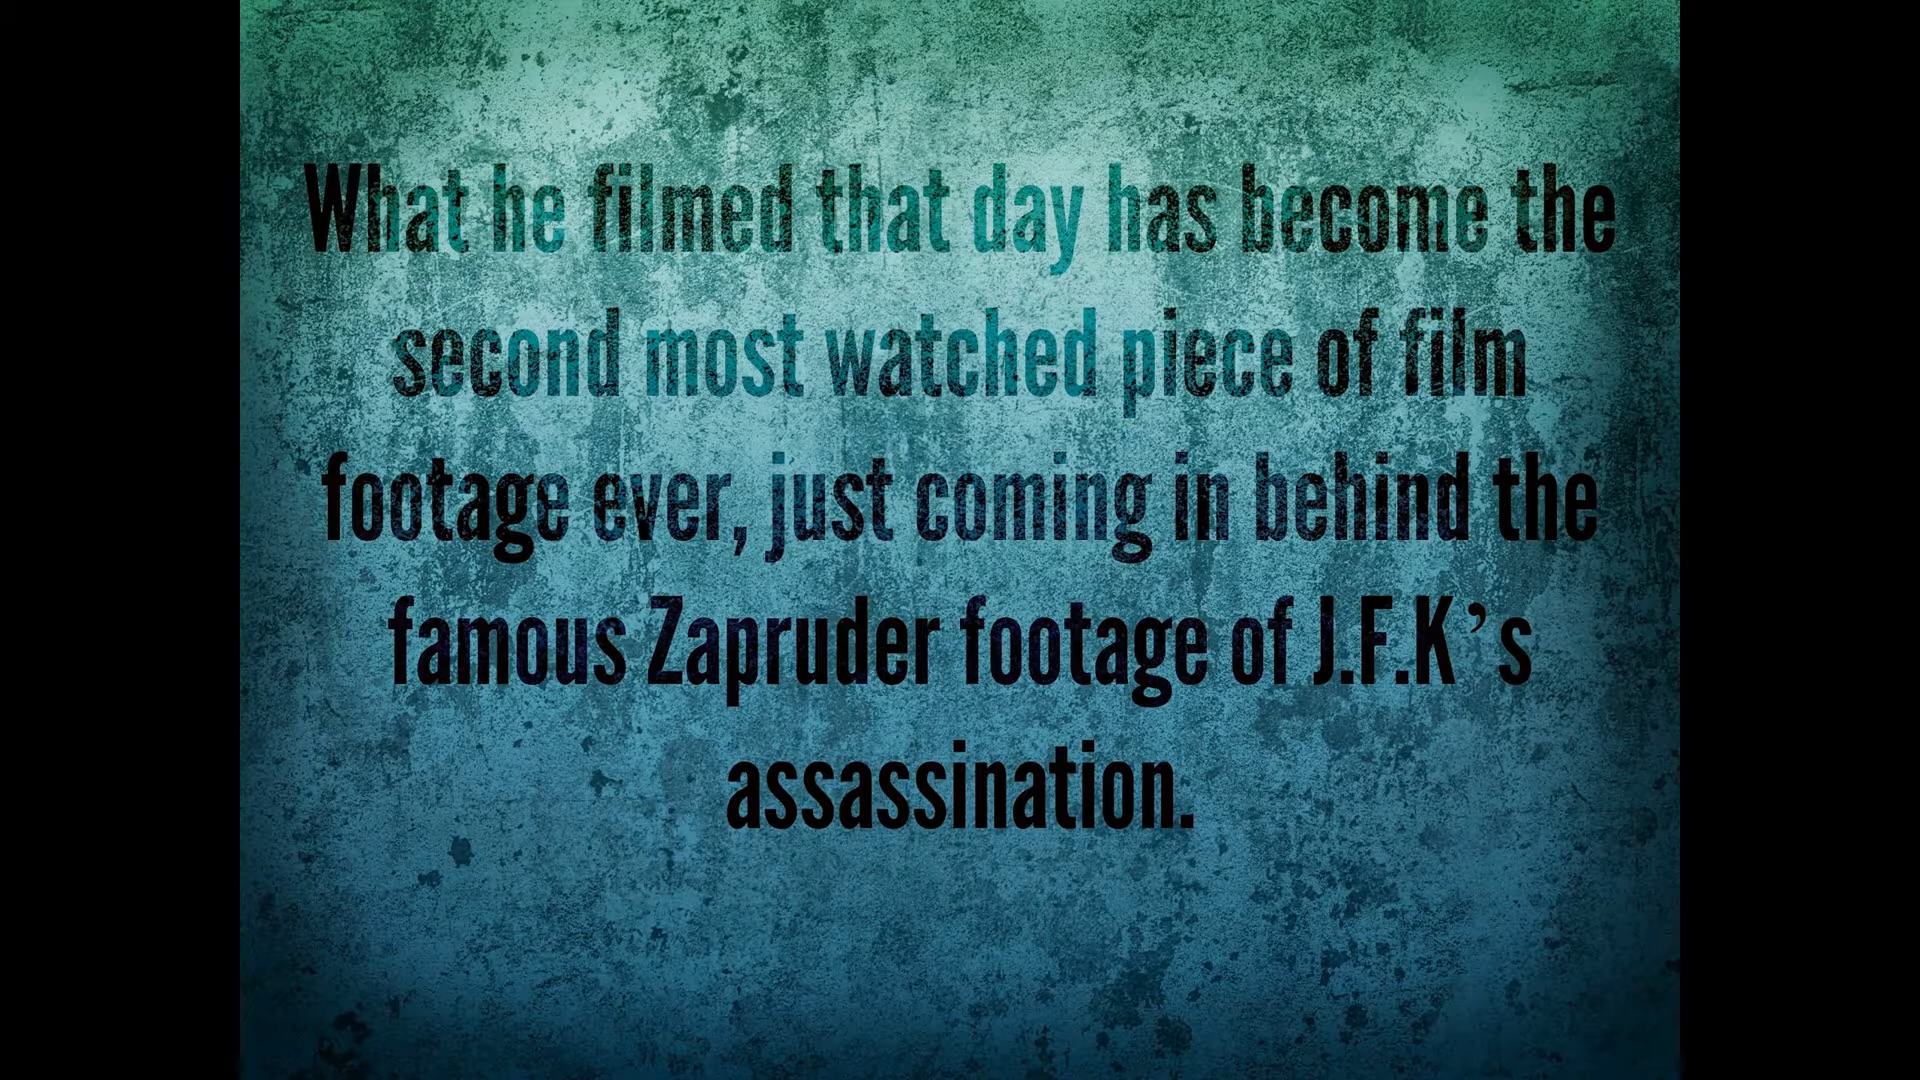 What he filmed that day has become the
second most watched piece of film
footage ever, just coming in behind the
famous Zapruder footage of J.F.K’s
assassination.